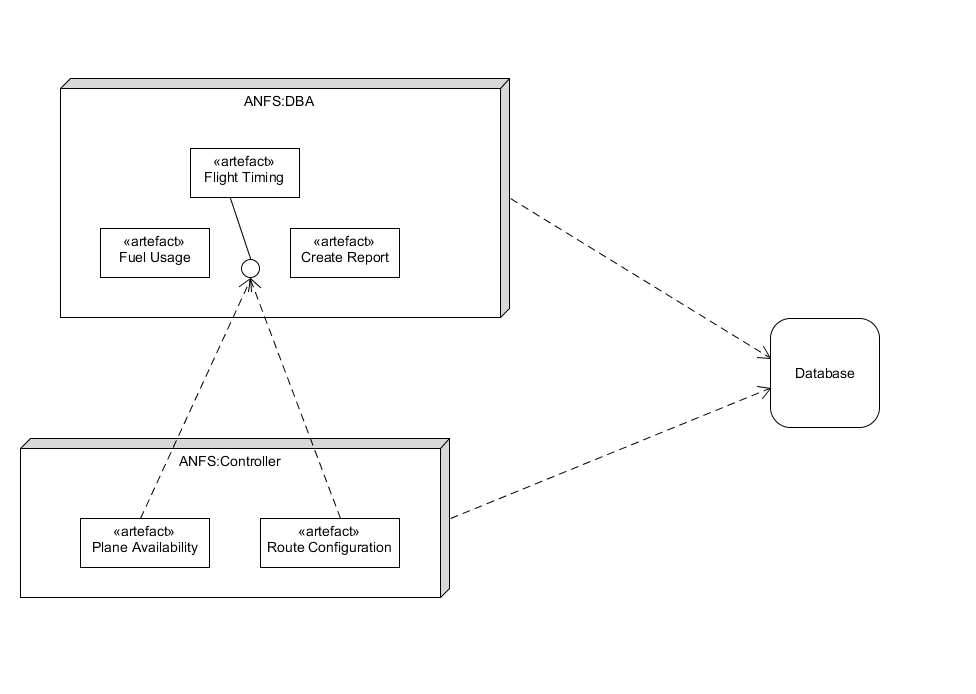 ANFS:DBA
«artefact»
Flight Timing
«artefact»
Fuel Usage
«artefact»
Create Report
Database
ANFS:Controller
«artefact»
Plane Availability
«artefact»
Route Configuration